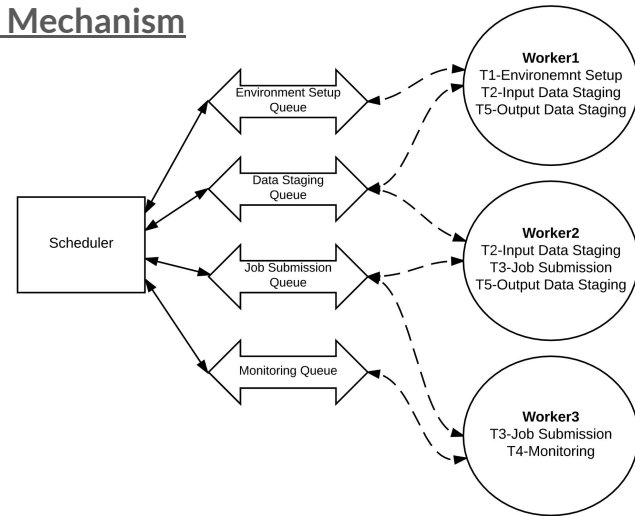 Mechanism
Scheduler
Environment Setup
Queue
Data Staging
Queue
Job Submission
Queue
Monitoring Queue
Worker1
T1-Environemnt Setup
T2-Input Data Staging
T5-Output Data Staging
Worker2
T2-Input Data Staging
T3-Job Submission
T5-Output Data Staging
Worker3
T3-Job Submission
T4-Monitoring